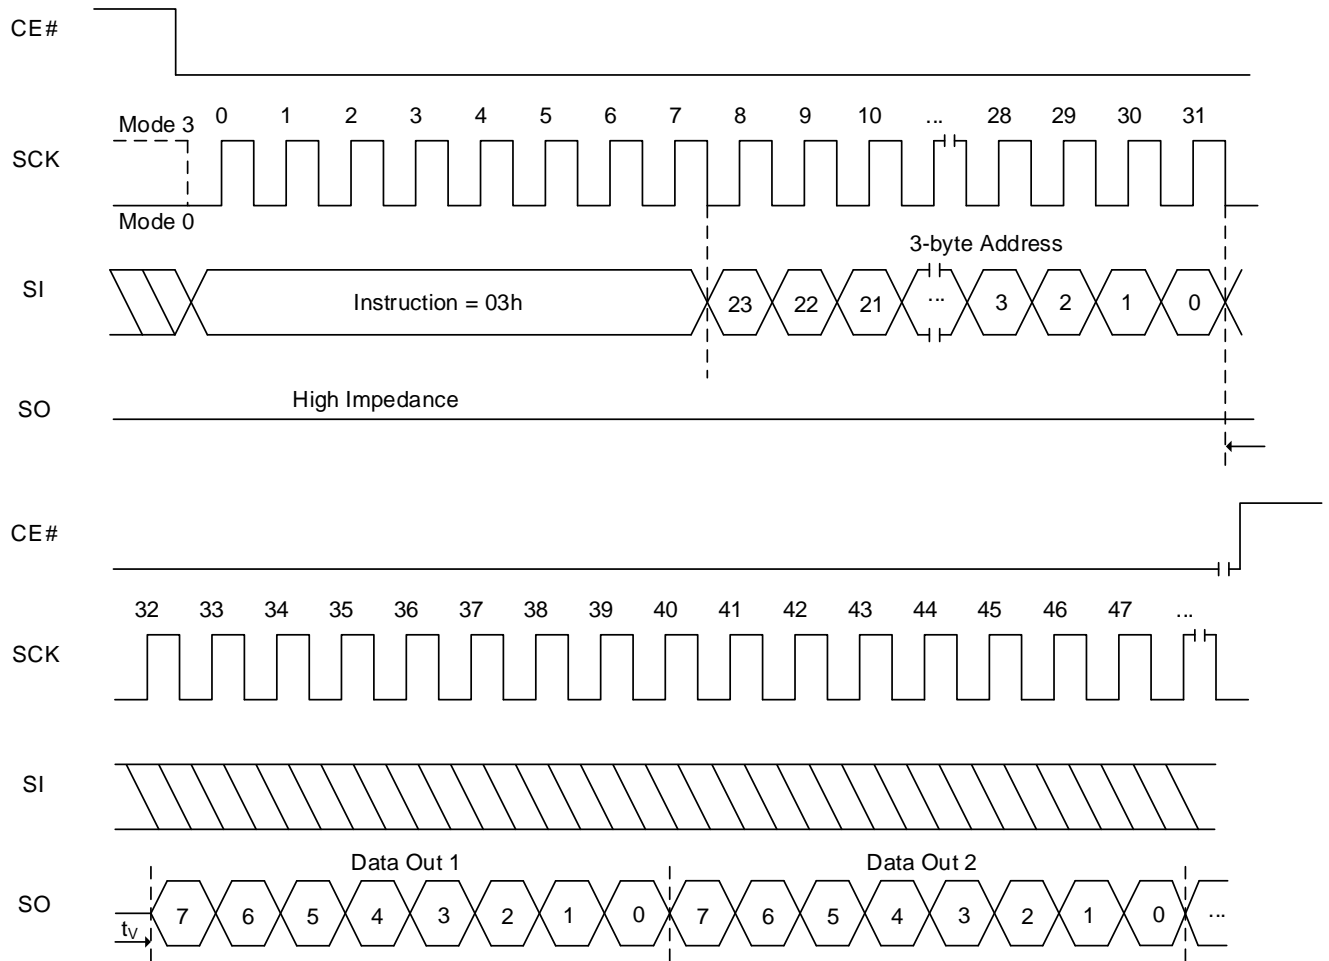 CE#
0 1 2 3 4 5 6 7 8 9 10 ... 28 29 30 31
Mode 3
SCK
Mode 0
3-byte Address
SI
Instruction = 03h
23 22 21 ... 3 2 1 0
High Impedance
SO
CE#
32 33 34 35 36 37 38 39 40 41 42 43 44 45 46 47 ...
SCK
SI
Data Out 1
Data Out 2
SO
7 6 5 4 3 2 1 0 7 6 5 4 3 2 1 0 ...
tV